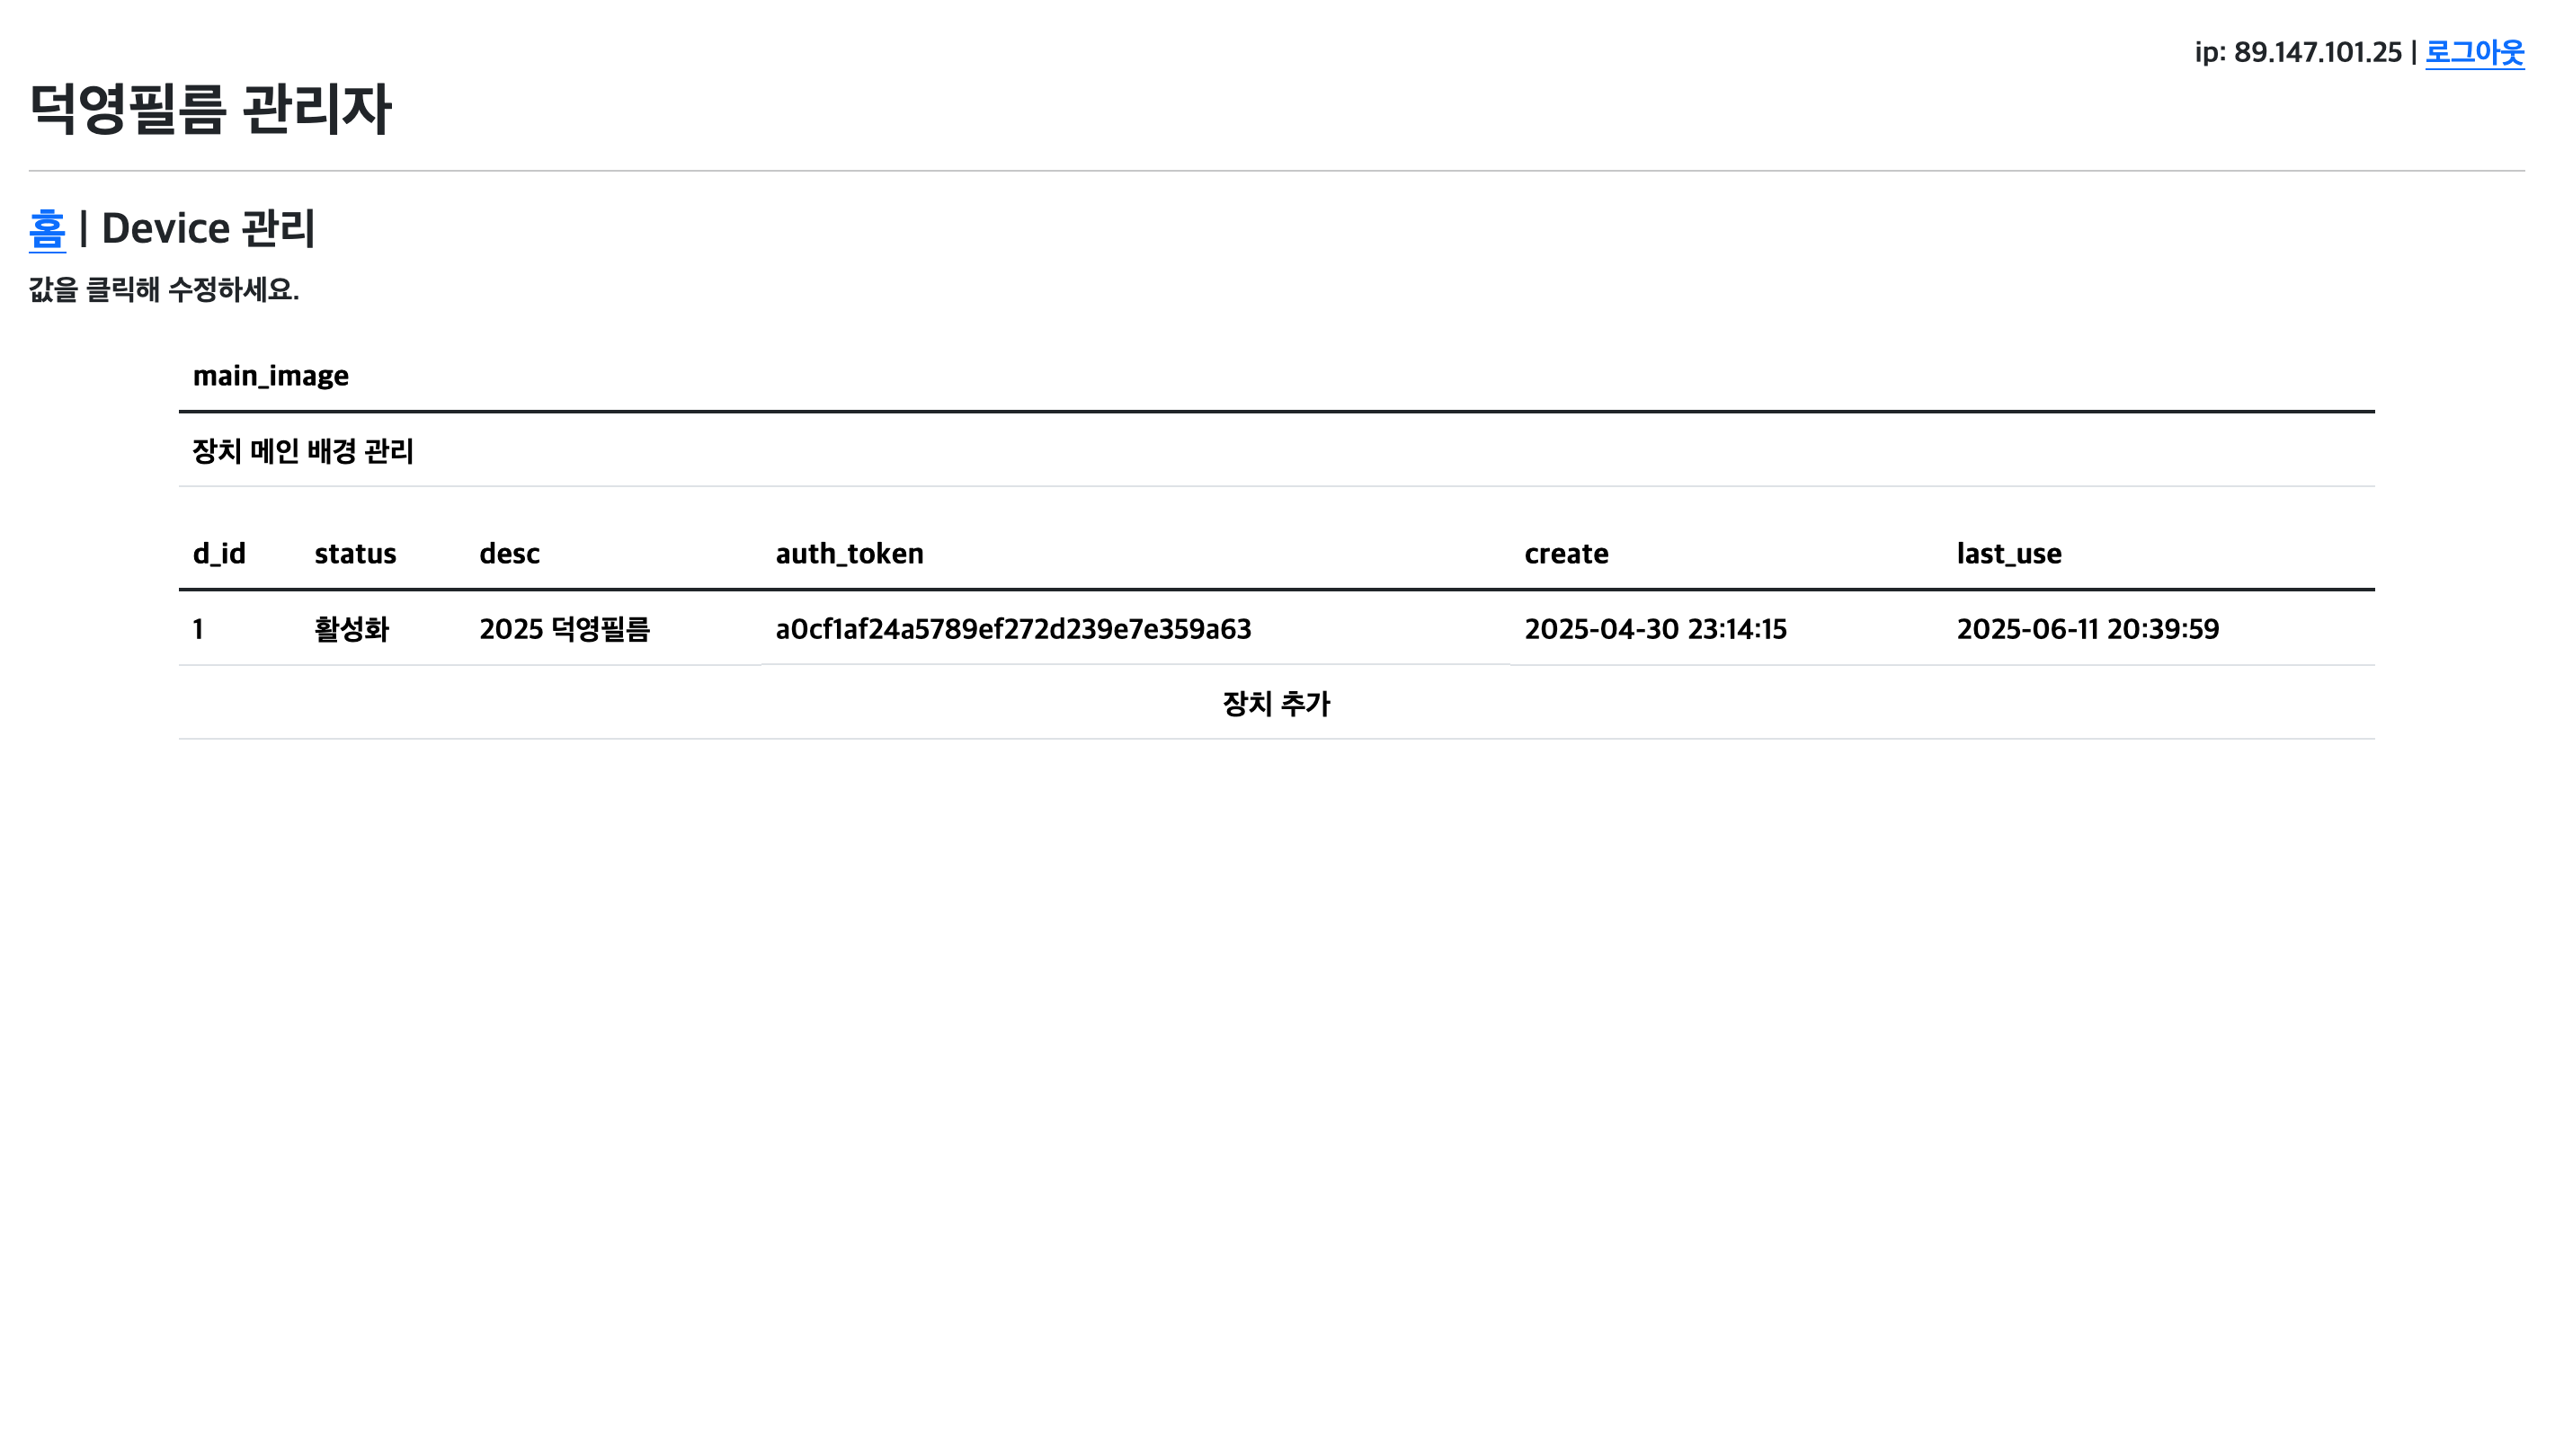 ip: 89.147.101.25 | 로그아웃
덕영필름 관리자
홈 | Device 관리
값을 클릭해 수정하세요.
main_image
장치 메인 배경 관리
d_id status desc auth_token create last_use
1 활성화 2025 덕영필름 a0cf1af24a5789ef272d239e7e359a63 2025-04-30 23:14:15 2025-06-11 20:39:59
장치 추가